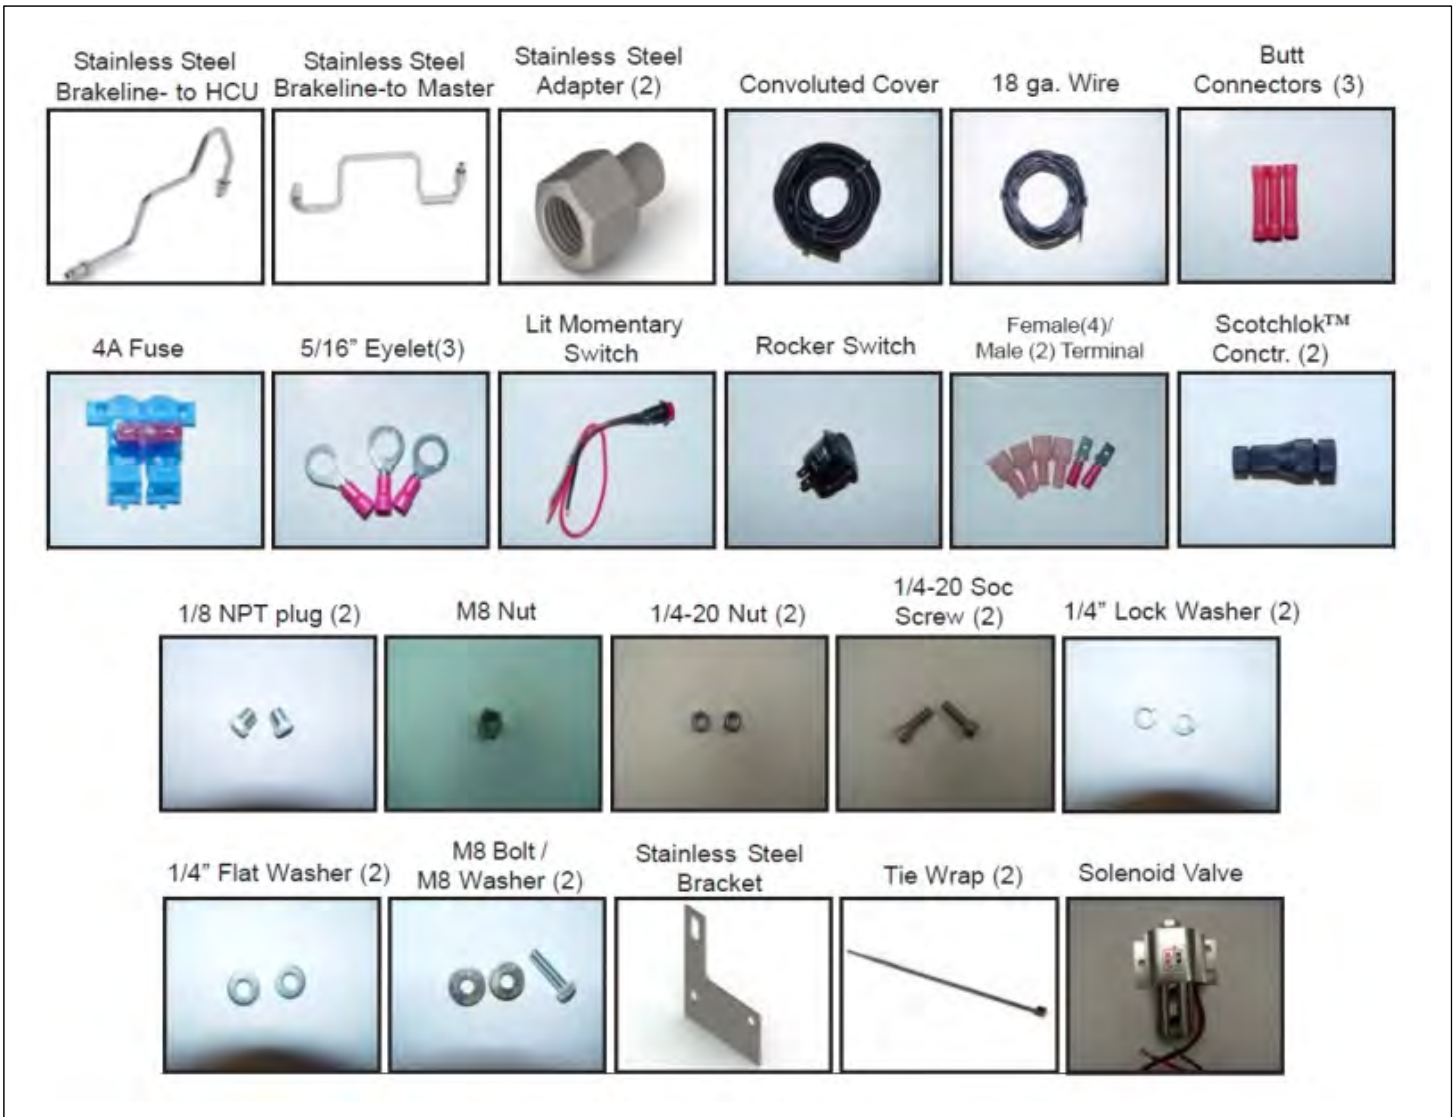 Stainless Steel
Brakeline- to HCU
Stainless Steel
Brakeline-to Master
Stainless Steel
Adapter (2)
Convoluted Cover
18 ga. Wire
Butt
Connectors (3)
4A Fuse
5/16” Eyelet(3)
Lit Momentary
Switch
Rocker Switch
Female(4)/
Male (2) Terminal
Scotchlok™
Conctr. (2)
1/8 NPT plug (2)
M8 Nut
1/4-20 Nut (2)
1/4-20 Soc
Screw (2)
1/4” Lock Washer (2)
1/4” Flat Washer (2)
M8 Bolt /
M8 Washer (2)
Stainless Steel
Bracket
Tie Wrap (2)
Solenoid Valve